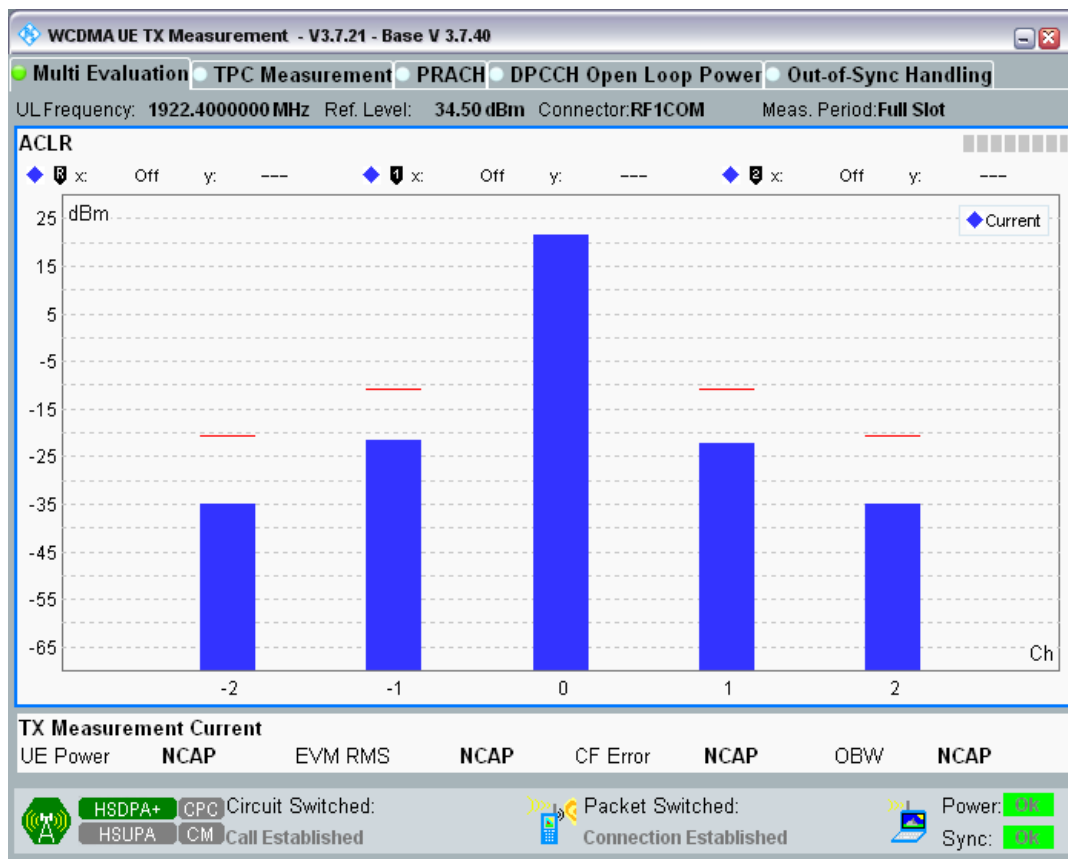 WCDMA UE TX Measurement - V3.7.21 - Base V 3.7.40
Multi Evaluation TPC Measurement PRACH DPCCH Open Loop Power Out-of-Sync Handling
UL Frequency: 1922.4000000 MHz Ref. Level: 34.50 dBm Connector:RF1COM Meas. Period:Full Slot
ACLR
R x: Off y: --- 1 x: Off y: --- 2 x: Off y: ---
dBm
Current
25
15
5
-5
-15
-25
-35
-45
-55
-65
Ch
-2 -1 0 1 2
TX Measurement Current
UE Power NCAP EVM RMS NCAP CF Error NCAP OBW NCAP
HSDPA+ CPC Circuit Switched: Packet Switched: Power: OK
HSUPA CM Call Established Connection Established Sync: OK